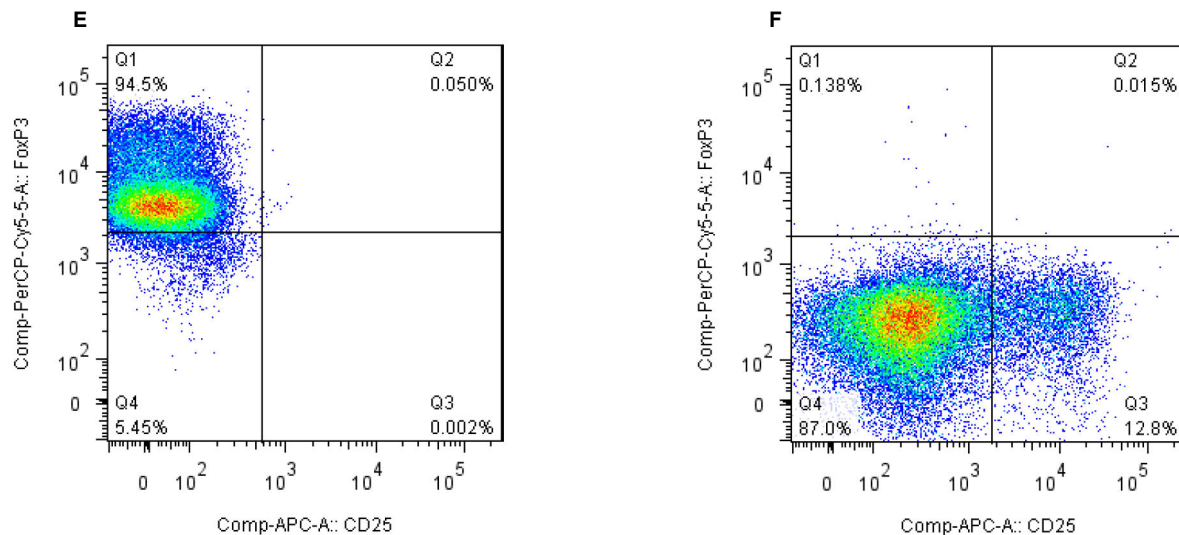 E
Q1
94.5%
Q2
0.050%
Q4
5.45%
Q3
0.002%
10^5
10^4
10^3
10^2
0
Comp-PerCP-Cy5-5-A:: FoxP3
0 10^2 10^3 10^4 10^5
Comp-APC-A:: CD25
F
Q1
0.138%
Q2
0.015%
Q4
87.0%
Q3
12.8%
10^5
10^4
10^3
10^2
0
Comp-PerCP-Cy5-5-A:: FoxP3
0 10^2 10^3 10^4 10^5
Comp-APC-A:: CD25